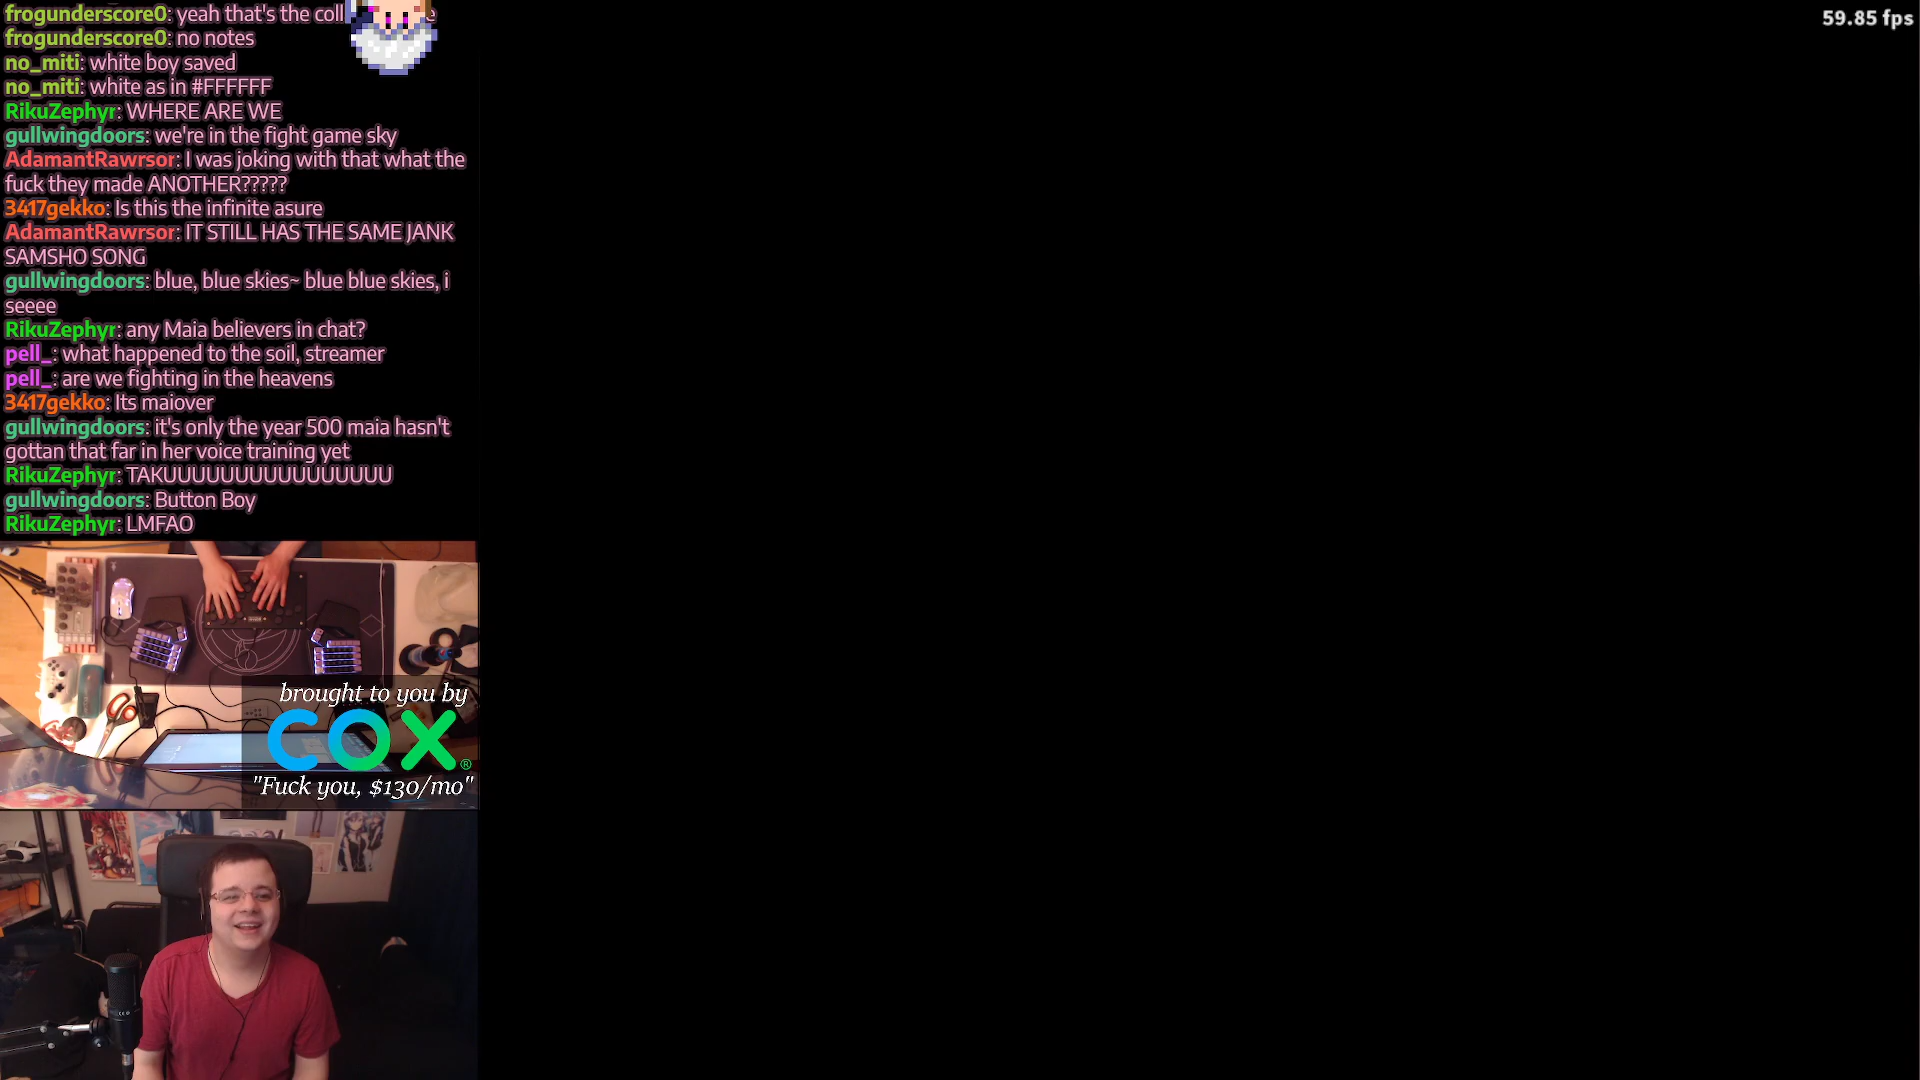 frogunderscore0: yeah that's the coll
59.85 fps
frogunderscore0: no notes
no_miti: white boy saved
no_miti: white as in #FFFFFF
RikuZephyr: WHERE ARE WE
gullwingdoors: we're in the fight game sky
AdamantRawrsor: I was joking with that what the
fuck they made ANOTHER?????
3417gekko: Is this the infinite asure
AdamantRawrsor: IT STILL HAS THE SAME JANK
SAMSHO SONG
gullwingdoors: blue, blue skies~ blue blue skies, i
seeee
RikuZephyr: any Maia believers in chat?
pell_: what happened to the soil, streamer
pell_: are we fighting in the heavens
3417gekko: Its maiover
gullwingdoors: it's only the year 500 maia hasn't
gottan that far in her voice training yet
RikuZephyr: TAKUUUUUUUUUUUUUUUU
gullwingdoors: Button Boy
RikuZephyr: LMFAO
brought to you by
COX®
"Fuck you, $130/mo"